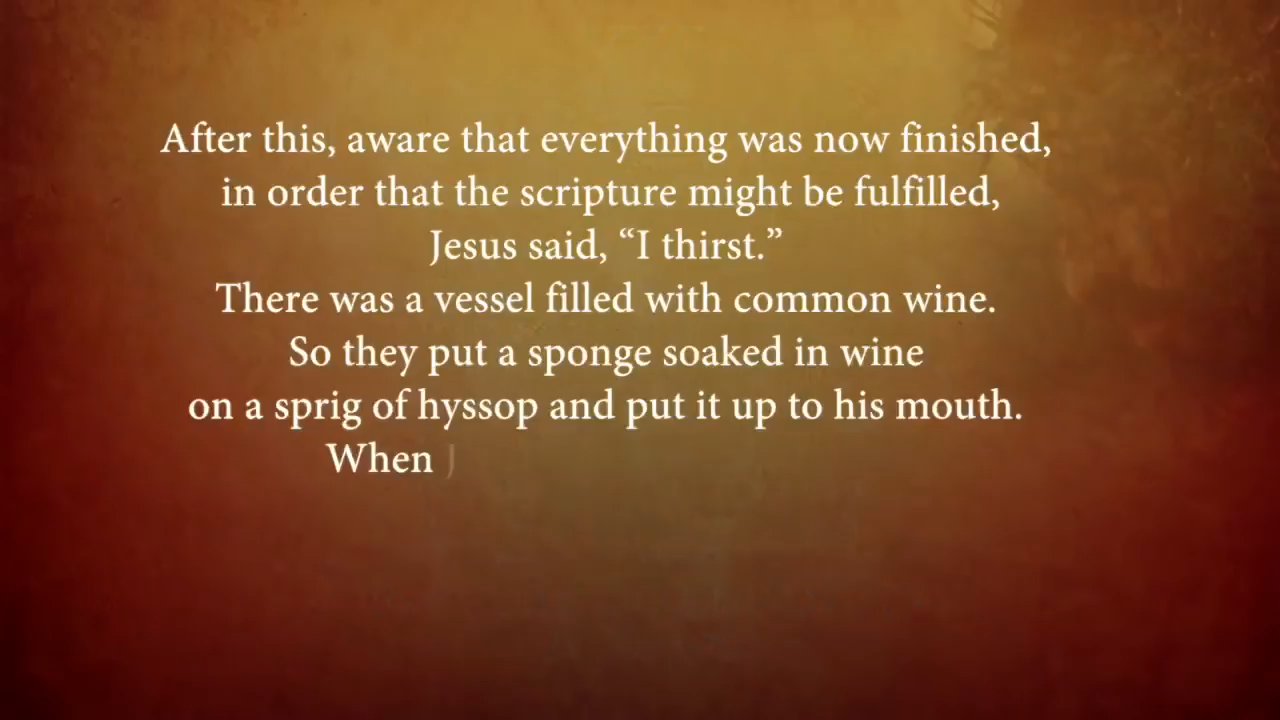 After this, aware that everything was now finished,
in order that the scripture might be fulfilled,
Jesus said, “I thirst.”
There was a vessel filled with common wine.
So they put a sponge soaked in wine
on a sprig of hyssop and put it up to his mouth.
When J